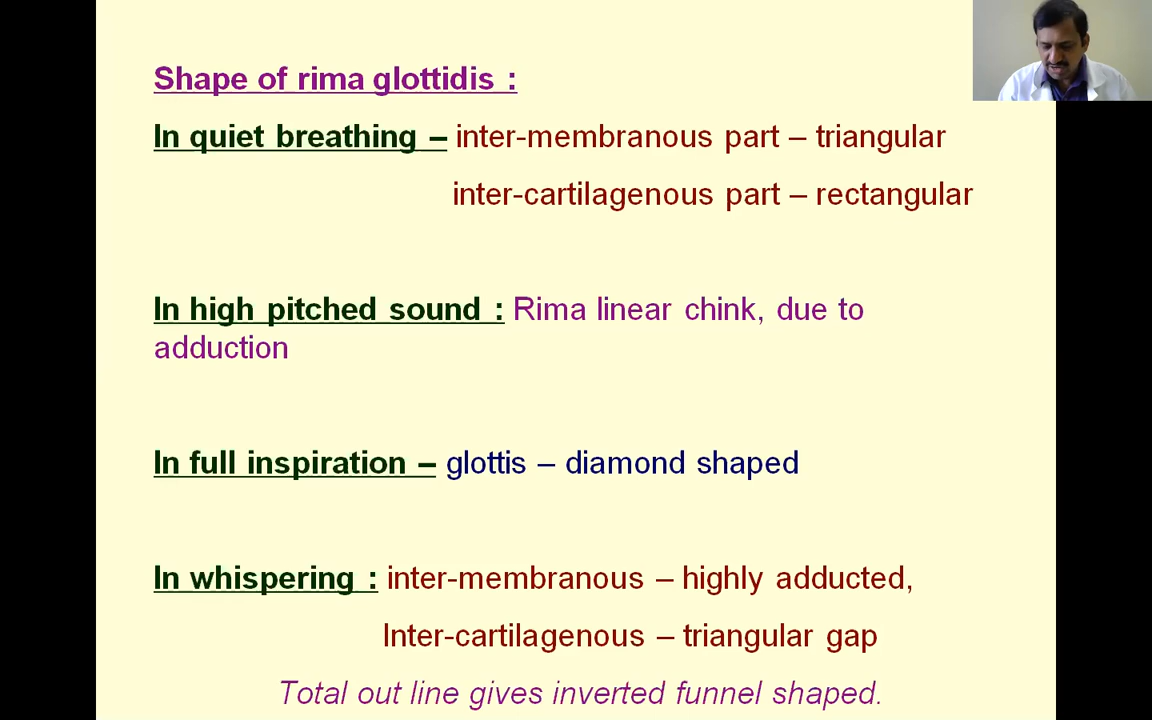 Shape of rima glottidis :
In quiet breathing – inter-membranous part – triangular
inter-cartilagenous part – rectangular
In high pitched sound : Rima linear chink, due to
adduction
In full inspiration – glottis – diamond shaped
In whispering : inter-membranous – highly adducted,
Inter-cartilagenous – triangular gap
Total out line gives inverted funnel shaped.